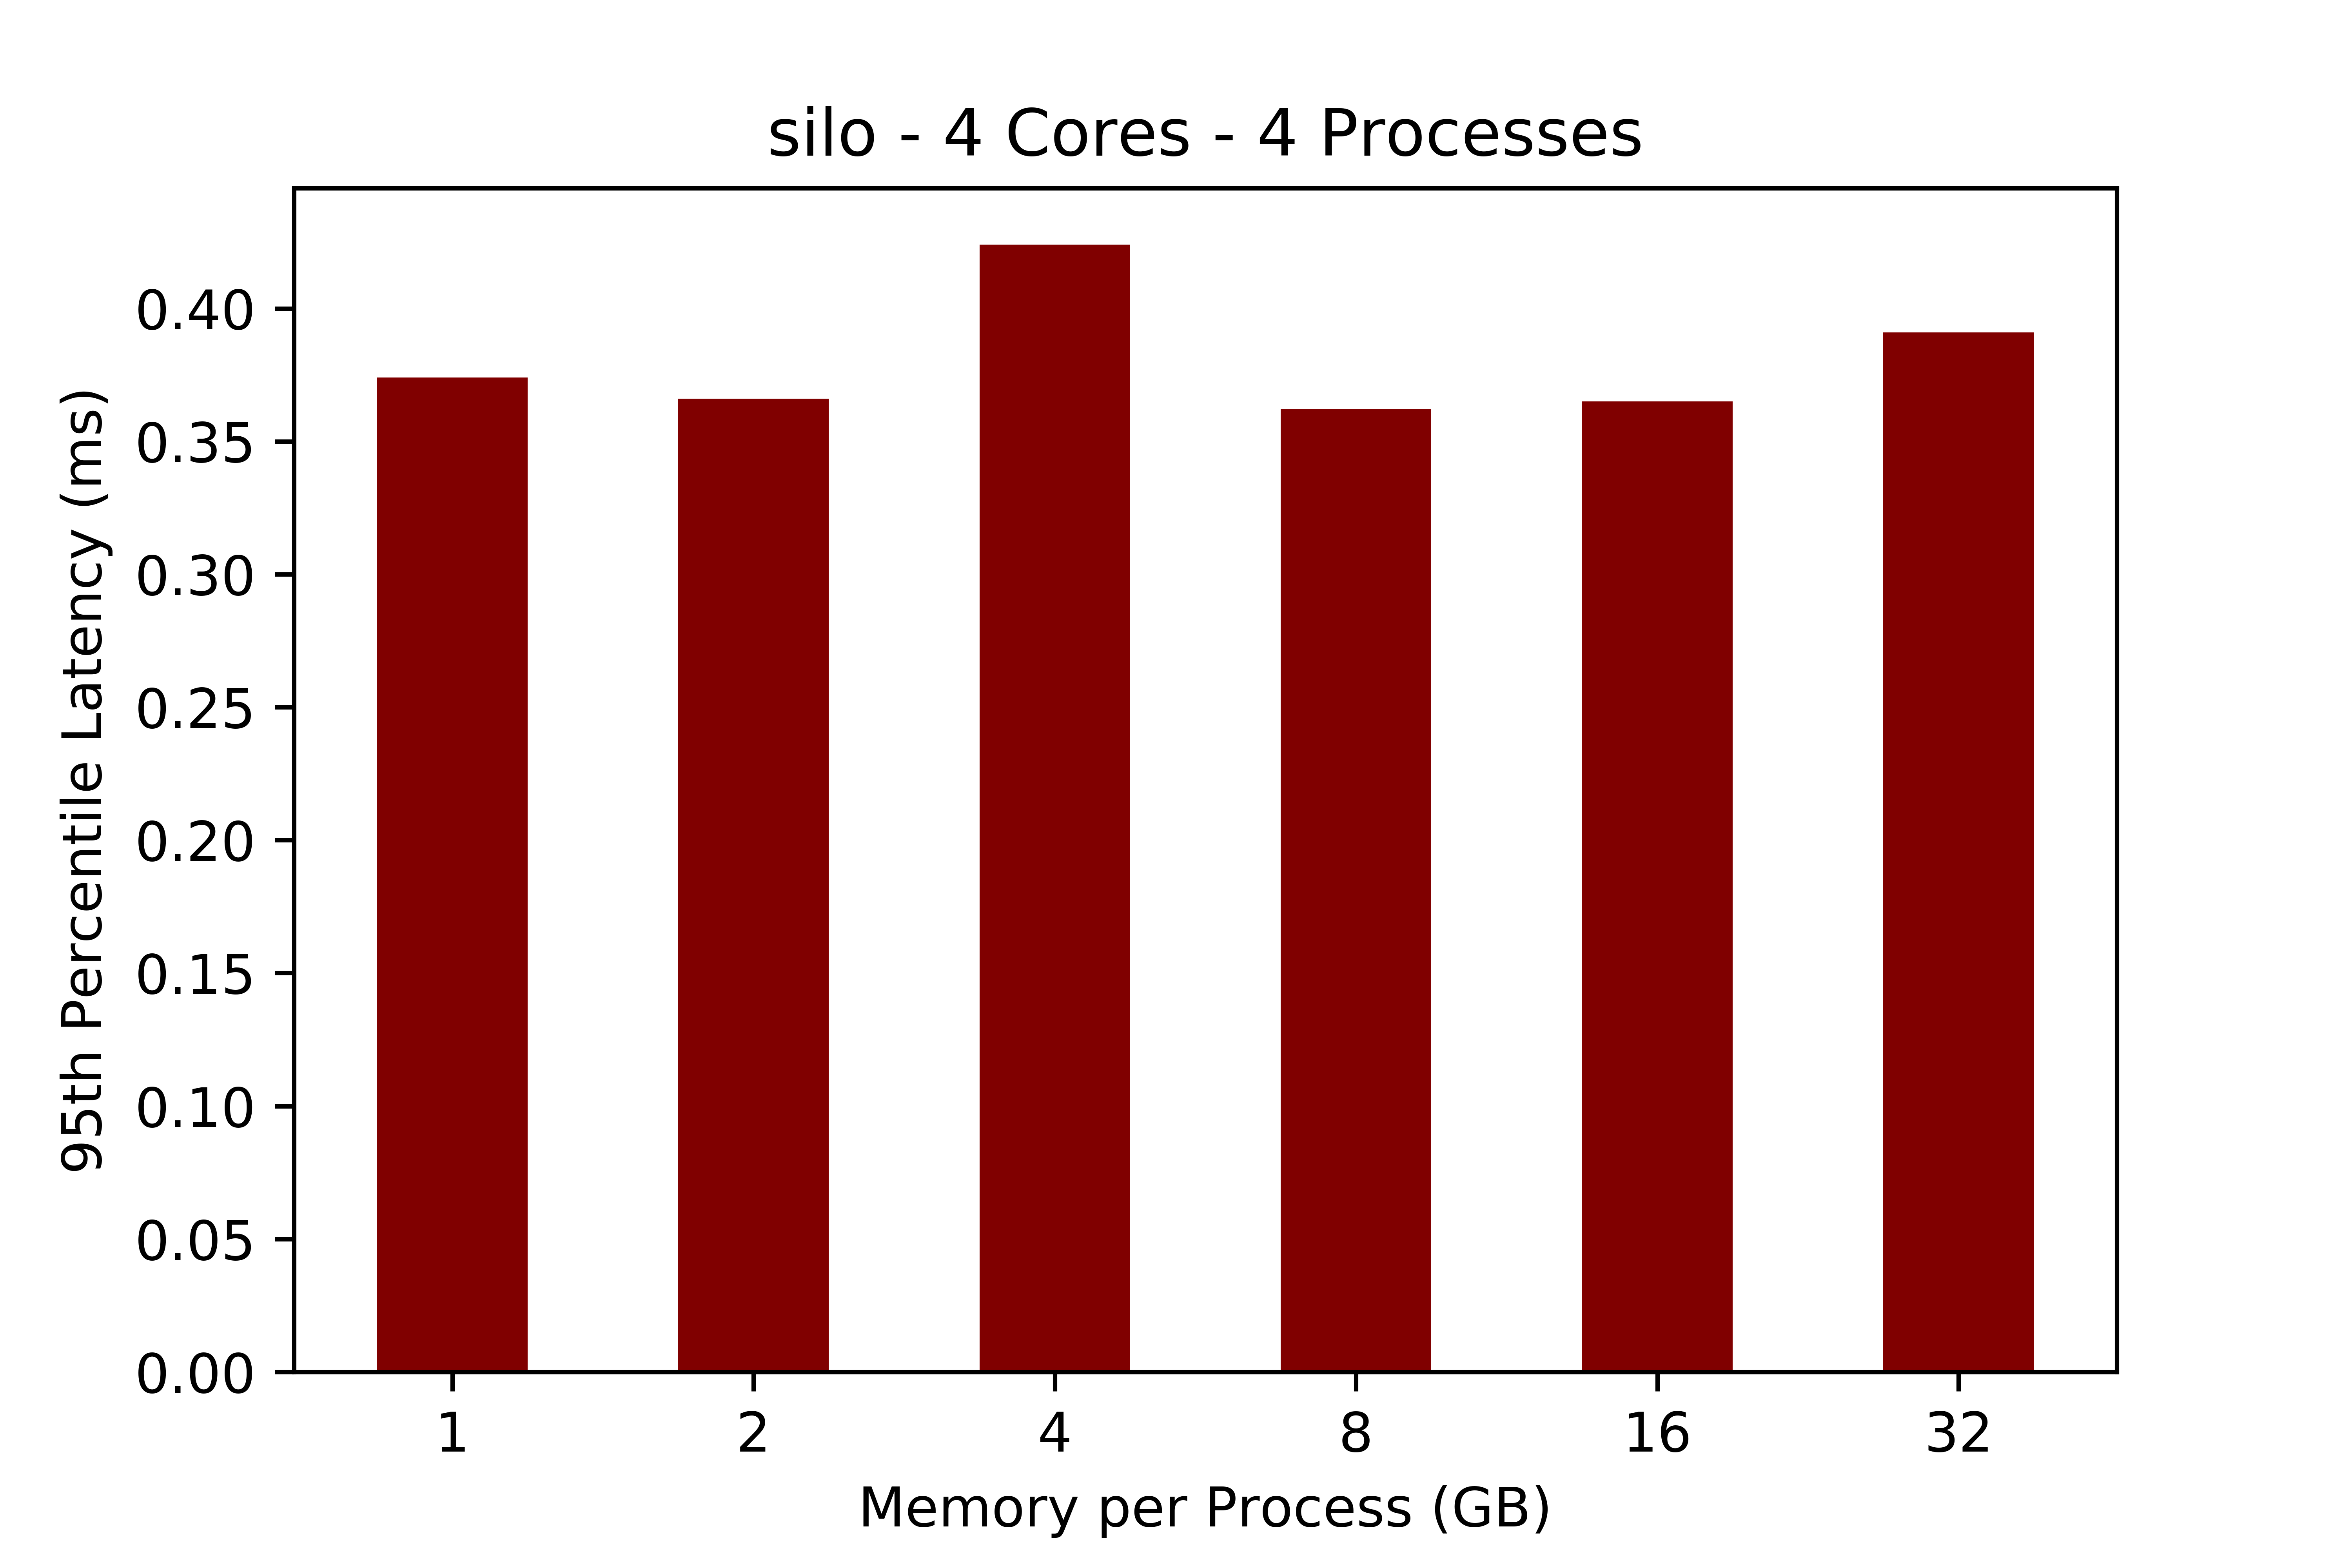 silo - 4 Cores - 4 Processes
95th Percentile Latency (ms)
0.40
0.35
0.30
0.25
0.20
0.15
0.10
0.05
0.00
1 2 4 8 16 32
Memory per Process (GB)